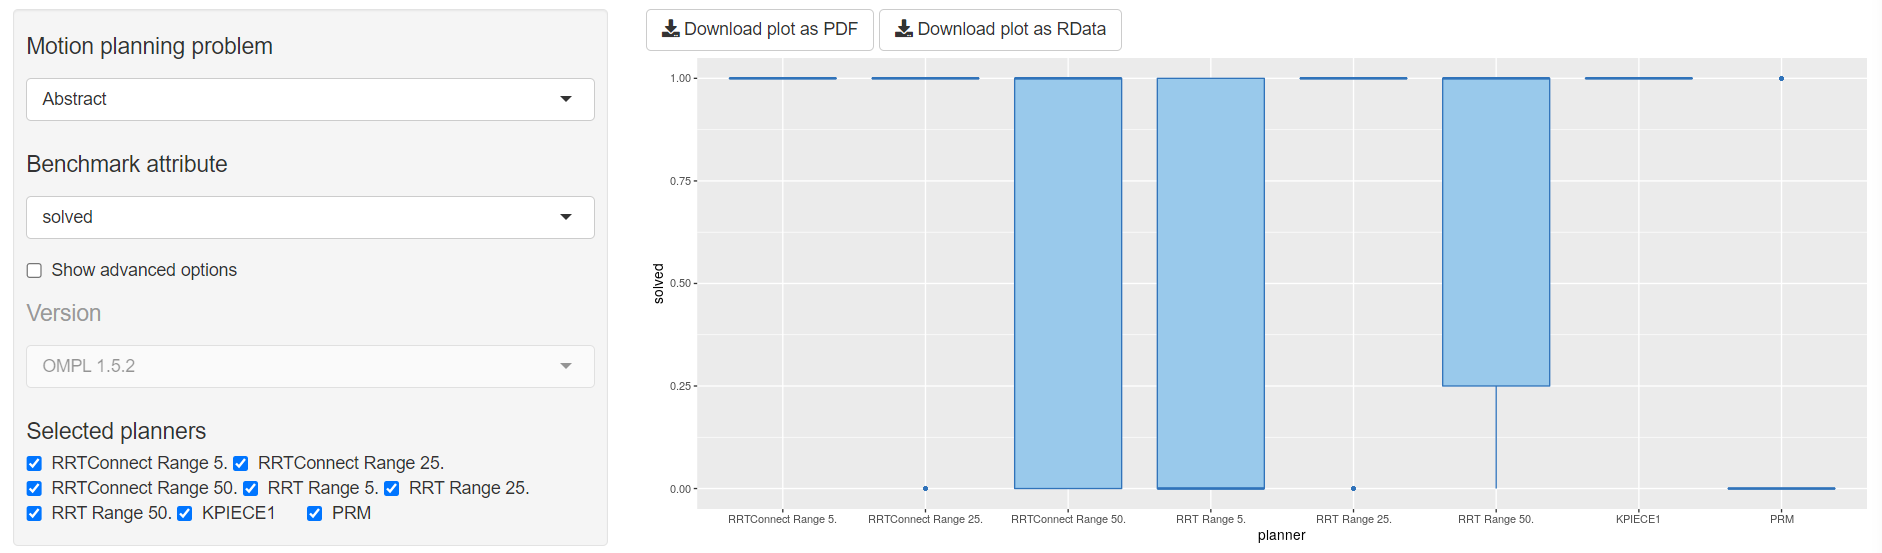 Motion planning problem
Abstract
Benchmark attribute
solved
Show advanced options
Version
OMPL 1.5.2
Selected planners
RRTConnect Range 5. RRTConnect Range 25.
RRTConnect Range 50. RRT Range 5. RRT Range 25.
RRT Range 50. KPIECE1 PRM
Download plot as PDF Download plot as RData
solved
1.00
0.75
0.50
0.25
0.00
RRTConnect Range 5. RRTConnect Range 25. RRTConnect Range 50. RRT Range 5. RRT Range 25. RRT Range 50. KPIECE1 PRM
planner